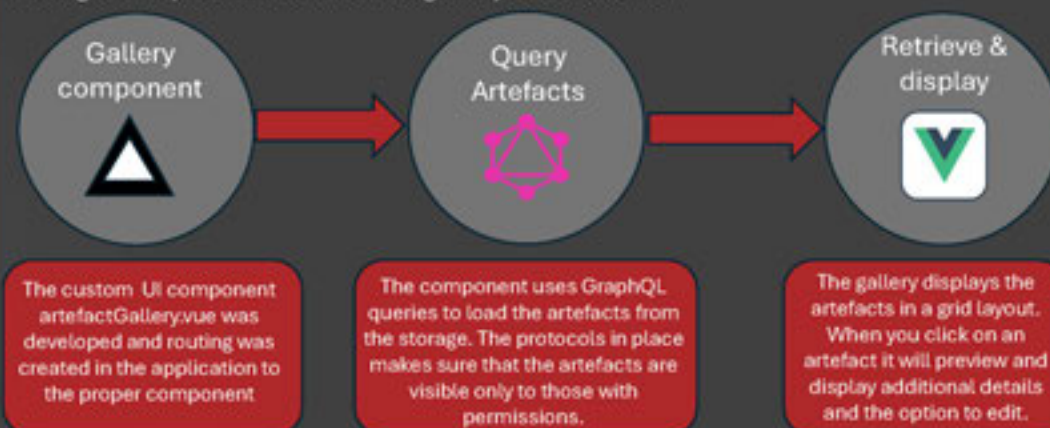 Gallery
component
Query
Artefacts
Retrieve &
display
The custom UI component
artefactGallery.vue was
developed and routing was
created in the application to
the proper component
The component uses GraphQL
queries to load the artefacts from
the storage. The protocols in place
makes sure that the artefacts are
visible only to those with
permissions.
The gallery displays the
artefacts in a grid layout.
When you click on an
artefact it will preview and
display additional details
and the option to edit.